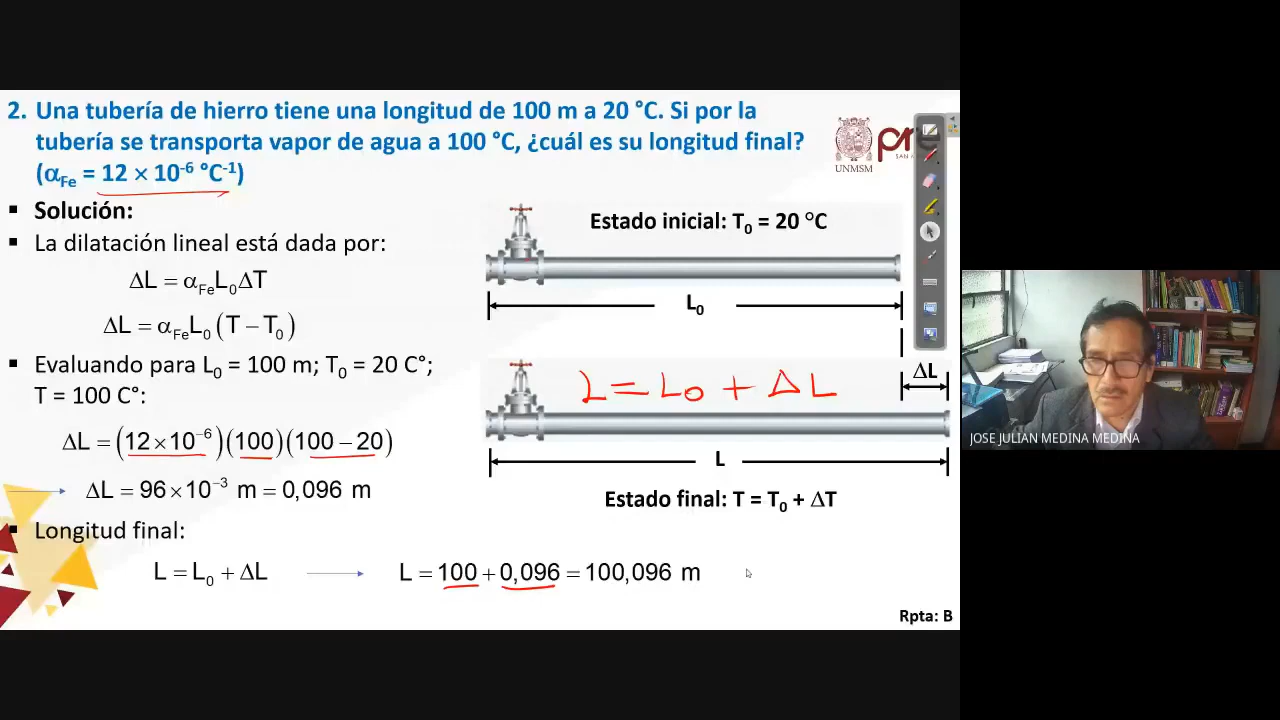 2. Una tubería de hierro tiene una longitud de 100 m a 20 °C. Si por la
tubería se transporta vapor de agua a 100 °C, ¿cuál es su longitud final?
(αFe = 12 × 10⁻⁶ °C⁻¹)
UNMSM
▪ Solución:
▪ La dilatación lineal está dada por:
ΔL = αFeL₀ΔT
ΔL = αFeL₀(T − T₀)
▪ Evaluando para L₀ = 100 m; T₀ = 20 C°;
T = 100 C°:
ΔL = (12×10⁻⁶)(100)(100 − 20)
ΔL = 96×10⁻³ m = 0,096 m
▪ Longitud final:
L = L₀ + ΔL
L = 100 + 0,096 = 100,096 m
Estado inicial: T₀ = 20 °C
L₀
ΔL
L = L₀ + ΔL
L
Estado final: T = T₀ + ΔT
Rpta: B
JOSE JULIAN MEDINA MEDINA